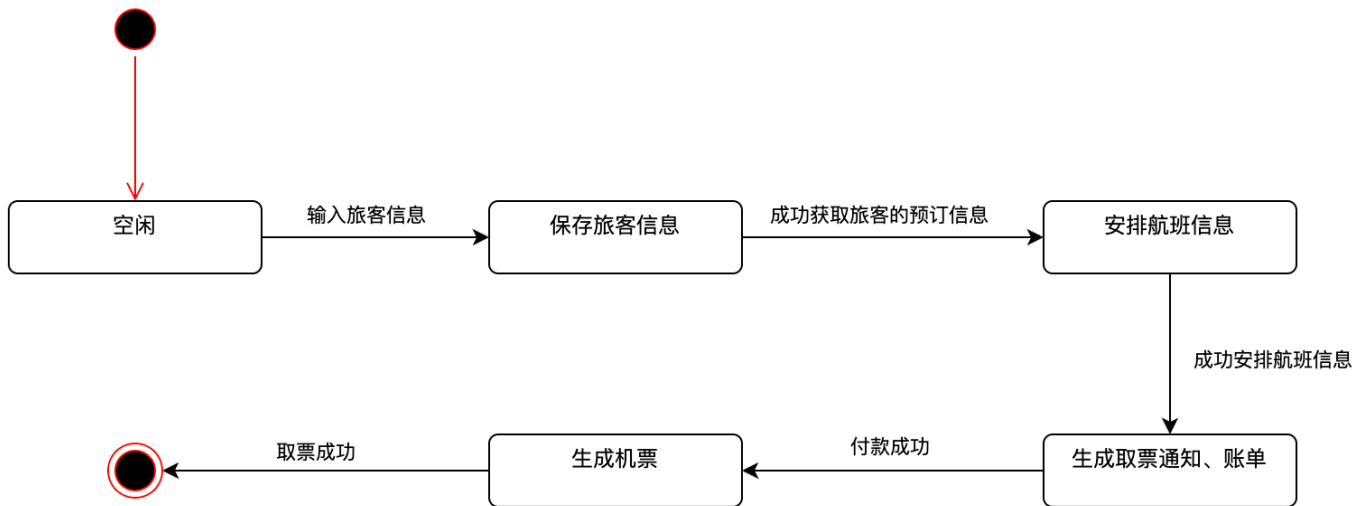 空闲
输入旅客信息
保存旅客信息
成功获取旅客的预订信息
安排航班信息
成功安排航班信息
生成取票通知、账单
付款成功
生成机票
取票成功